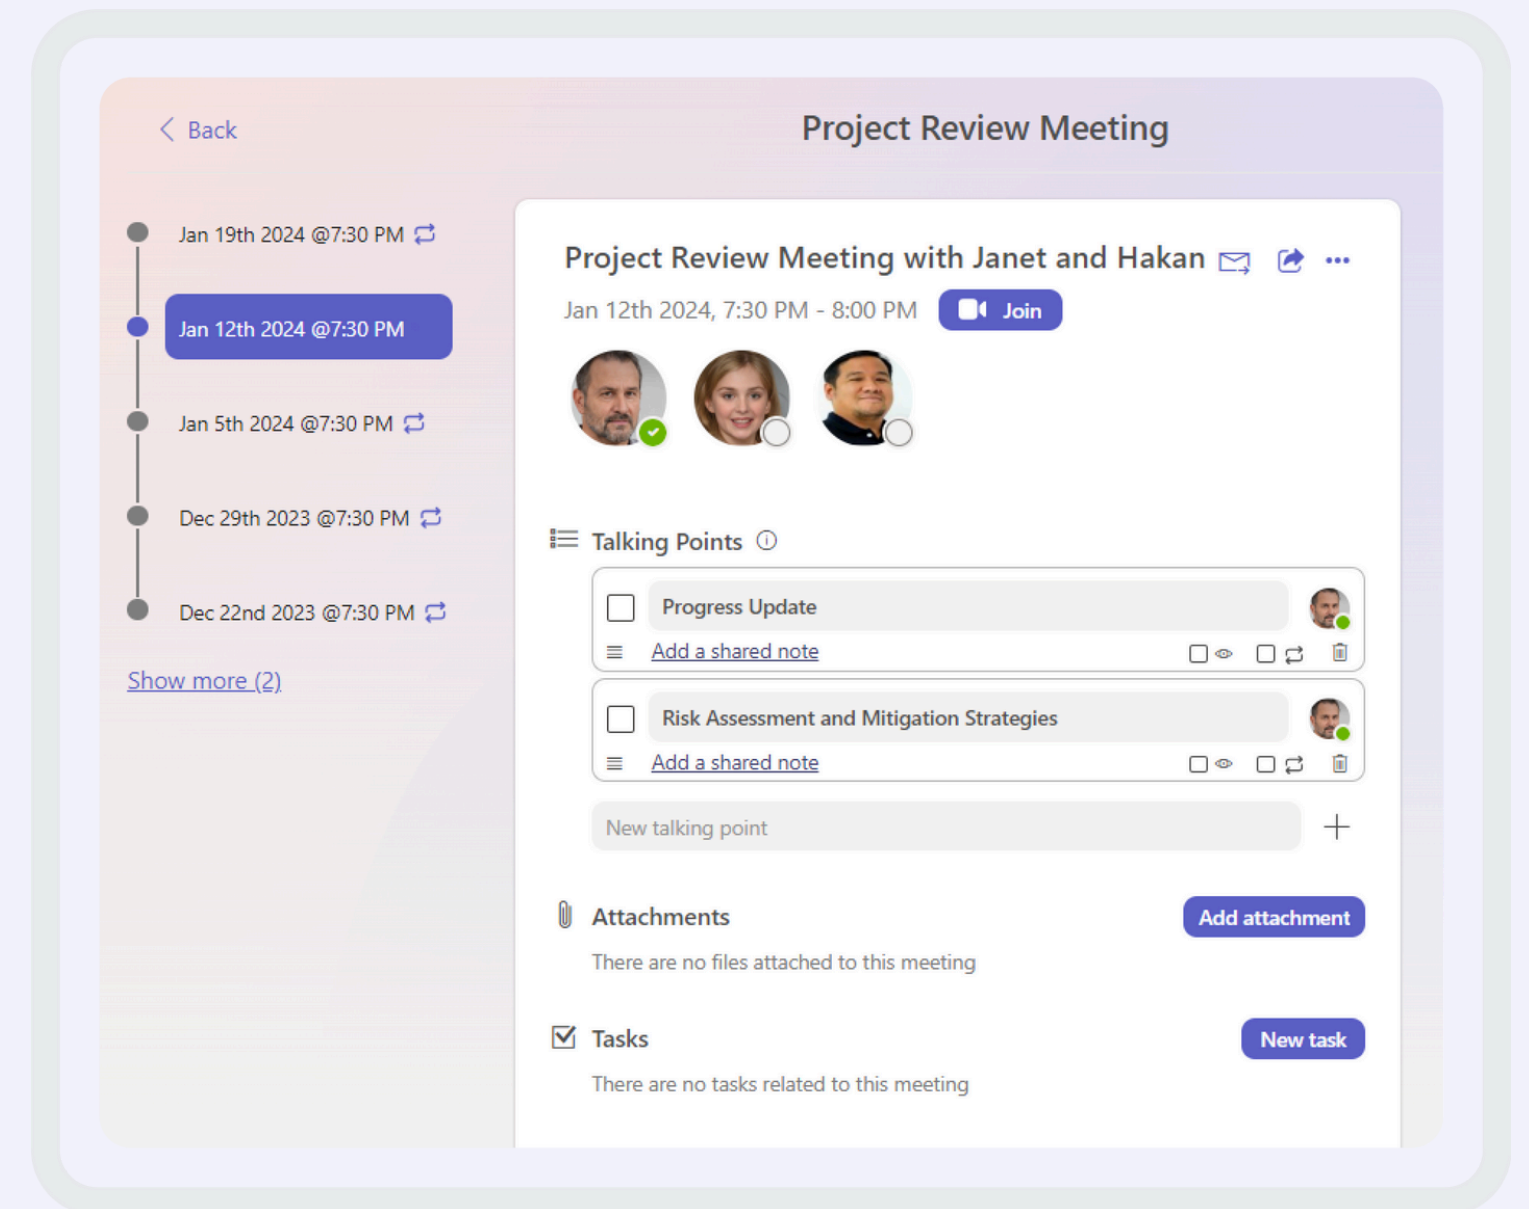 Back
Project Review Meeting
Jan 19th 2024 @7:30 PM
Jan 12th 2024 @7:30 PM
Jan 5th 2024 @7:30 PM
Dec 29th 2023 @7:30 PM
Dec 22nd 2023 @7:30 PM
Show more (2)
Project Review Meeting with Janet and Hakan
Jan 12th 2024, 7:30 PM - 8:00 PM
Join
Talking Points
Progress Update
Add a shared note
Risk Assessment and Mitigation Strategies
Add a shared note
New talking point
Attachments
Add attachment
There are no files attached to this meeting
Tasks
New task
There are no tasks related to this meeting